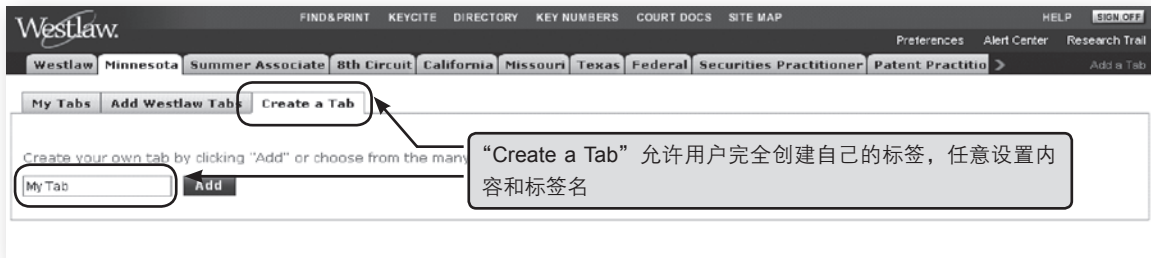 Westlaw.
FIND&PRINT KEYCITE DIRECTORY KEY NUMBERS COURT DOCS SITE MAP HELP SIGN OFF
Preferences Alert Center Research Trail
Westlaw Minnesota Summer Associate 8th Circuit California Missouri Texas Federal Securities Practitioner Patent Practitio > Add a Tab
My Tabs Add Westlaw Tabs Create a Tab
Create your own tab by clicking "Add" or choose from the many
“Create a Tab”允许用户完全创建自己的标签，任意设置内
容和标签名
My Tab Add